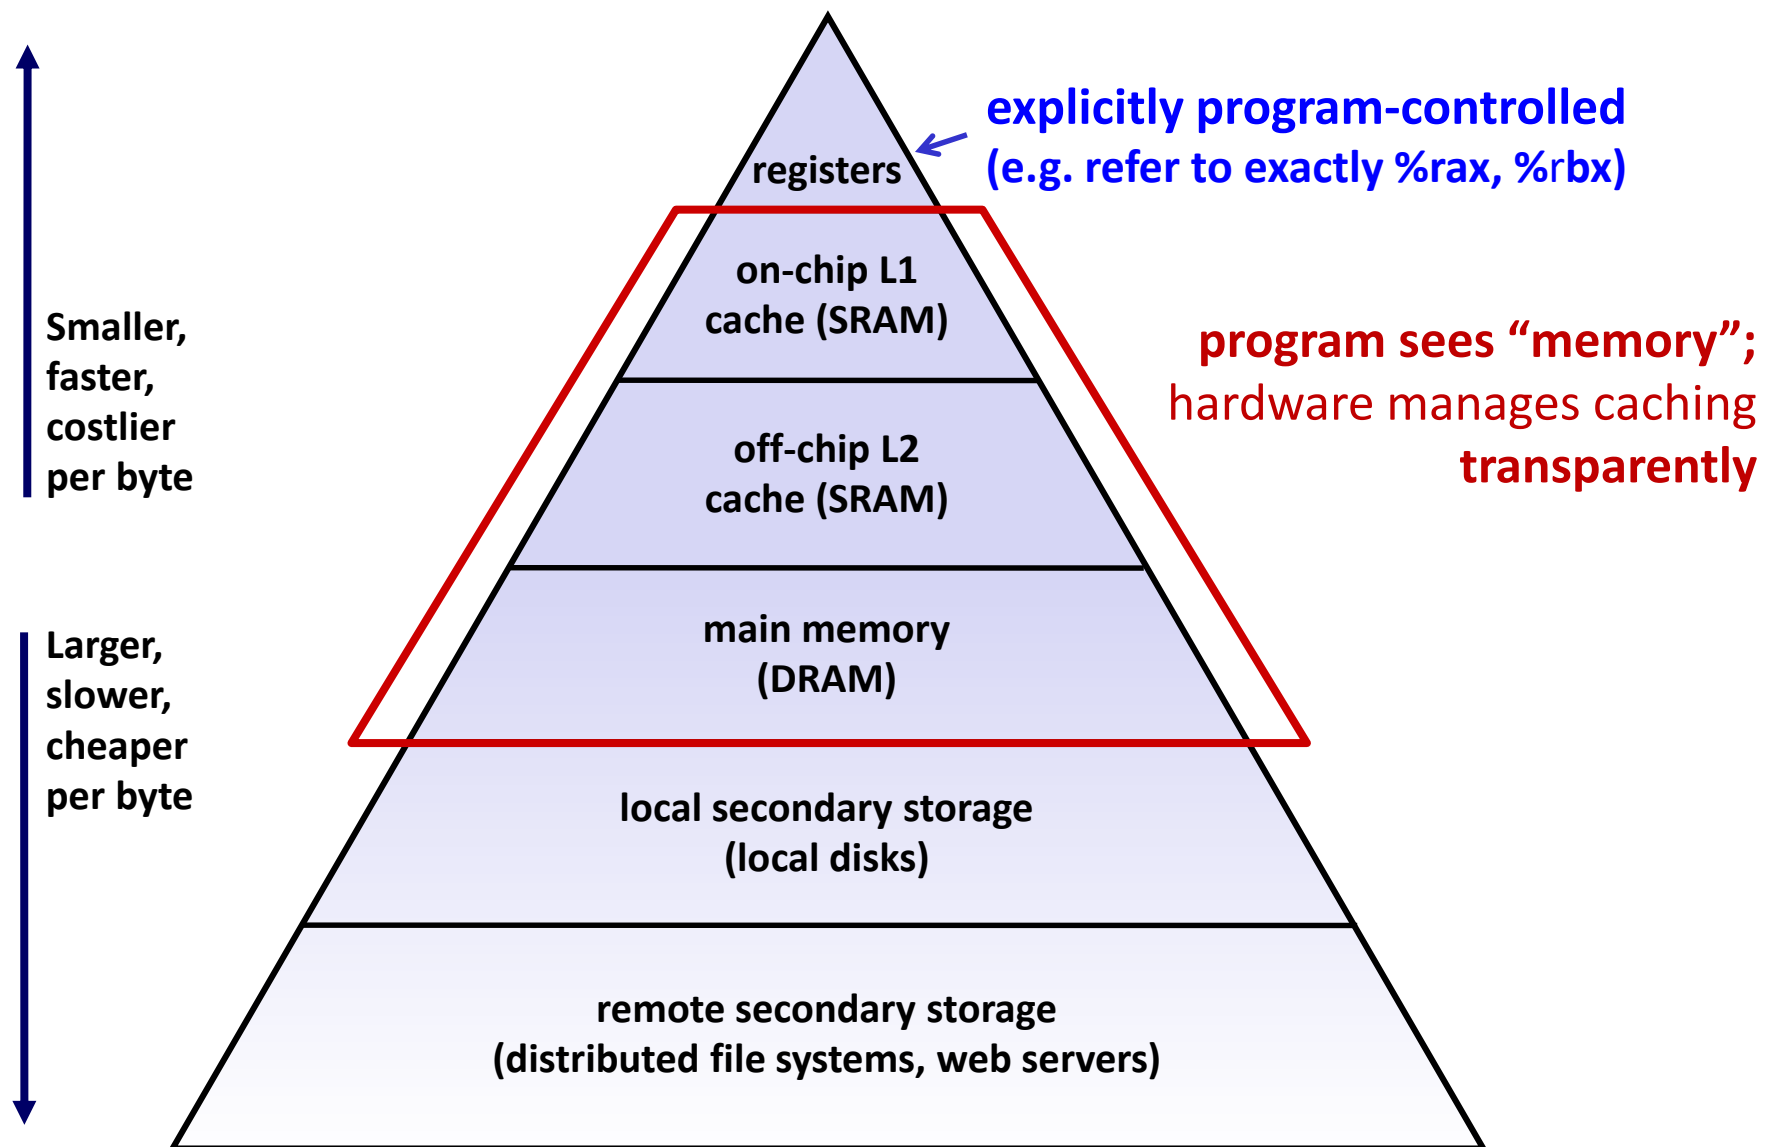 explicitly program-controlled
(e.g. refer to exactly %rax, %rbx)
registers
on-chip L1
cache (SRAM)
Smaller,
faster,
costlier
per byte
program sees “memory”;
hardware manages caching
transparently
off-chip L2
cache (SRAM)
main memory
(DRAM)
Larger,
slower,
cheaper
per byte
local secondary storage
(local disks)
remote secondary storage
(distributed file systems, web servers)